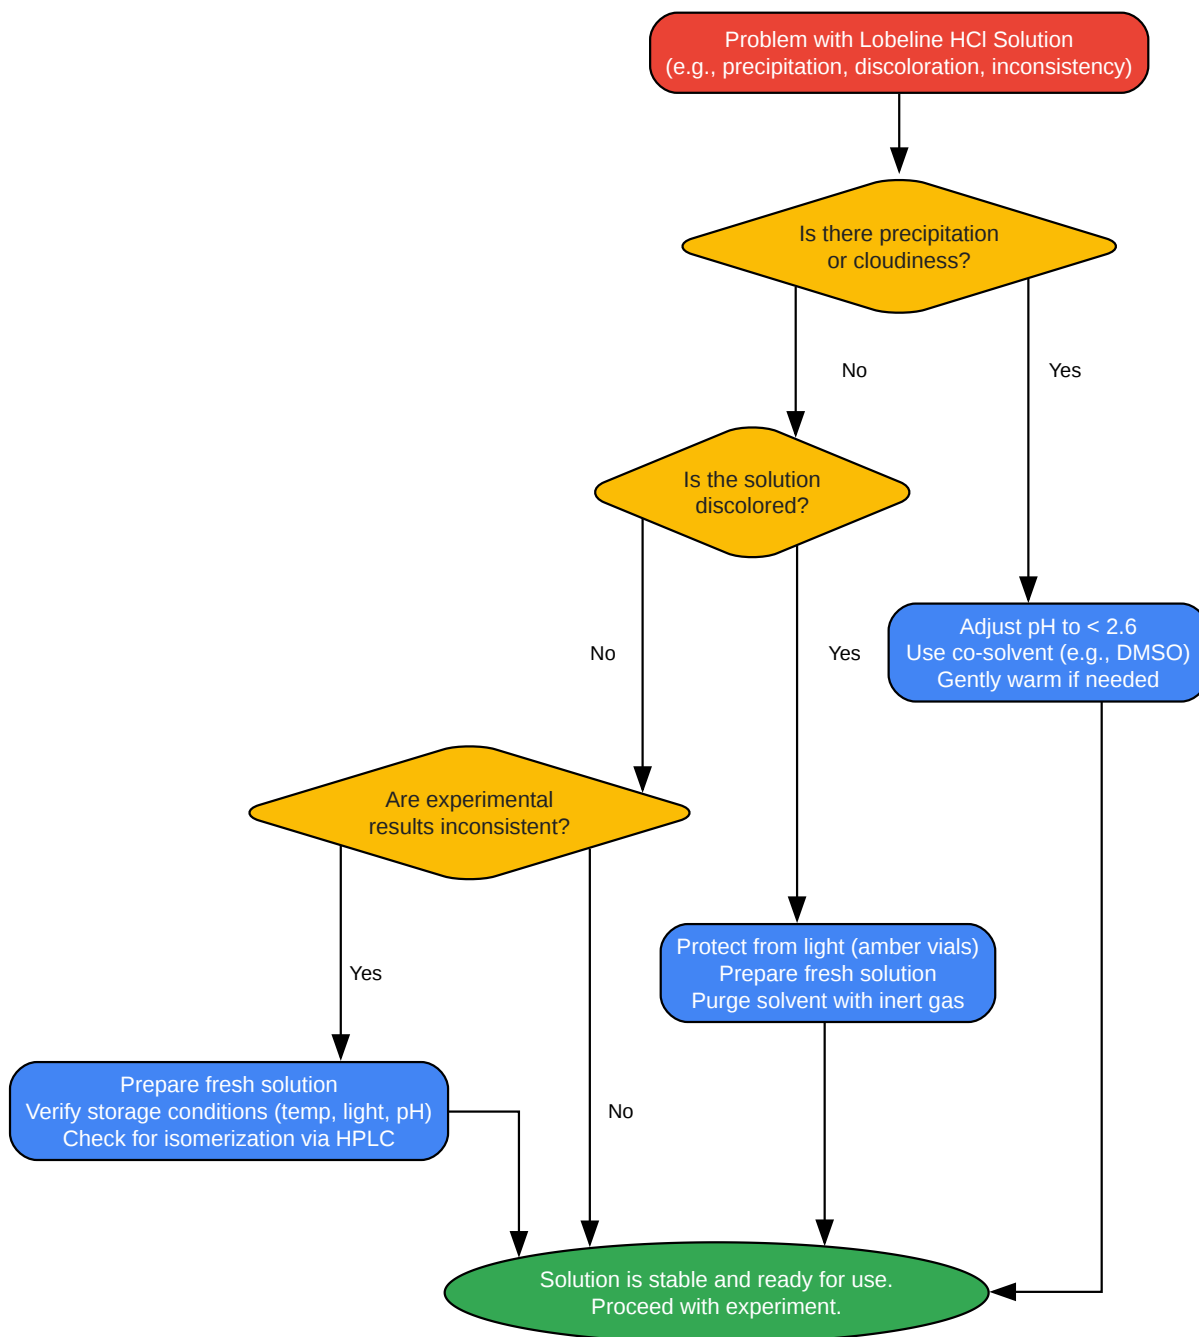 Problem with Lobeline HCl Solution
(e.g., precipitation, discoloration, inconsistency)
Is there precipitation
or cloudiness?
No
Yes
Is the solution
discolored?
No
Yes
Adjust pH to < 2.6
Use co-solvent (e.g., DMSO)
Gently warm if needed
Are experimental
results inconsistent?
Yes
No
Protect from light (amber vials)
Prepare fresh solution
Purge solvent with inert gas
Prepare fresh solution
Verify storage conditions (temp, light, pH)
Check for isomerization via HPLC
Solution is stable and ready for use.
Proceed with experiment.